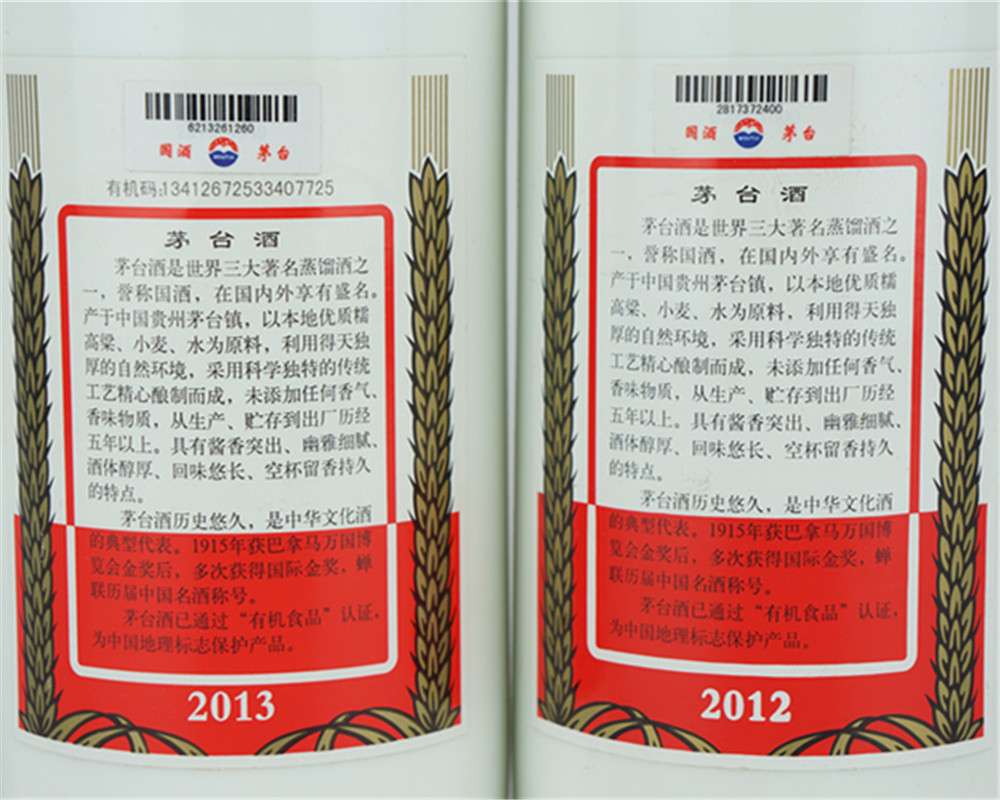 6213261260
国酒 茅台
有机码:13412672533407725
茅台酒
茅台酒是世界三大著名蒸馏酒之
一，誉称国酒，在国内外享有盛名。
产于中国贵州茅台镇，以本地优质糯
高粱、小麦、水为原料，利用得天独
厚的自然环境，采用科学独特的传统
工艺精心酿制而成，未添加任何香气、
香味物质，从生产、贮存到出厂历经
五年以上。具有酱香突出、幽雅细腻、
酒体醇厚、回味悠长、空杯留香持久
的特点。
茅台酒历史悠久，是中华文化酒
的典型代表。1915年获巴拿马万国博
览会金奖后，多次获得国际金奖，蝉
联历届中国名酒称号。
茅台酒已通过“有机食品”认证，
为中国地理标志保护产品。
2013
2817372400
国酒 茅台
茅台酒
茅台酒是世界三大著名蒸馏酒之
一，誉称国酒，在国内外享有盛名。
产于中国贵州茅台镇，以本地优质糯
高粱、小麦、水为原料，利用得天独
厚的自然环境，采用科学独特的传统
工艺精心酿制而成，未添加任何香气、
香味物质，从生产、贮存到出厂历经
五年以上。具有酱香突出、幽雅细腻、
酒体醇厚、回味悠长、空杯留香持久
的特点。
茅台酒历史悠久，是中华文化酒
的典型代表。1915年获巴拿马万国博
览会金奖后，多次获得国际金奖，蝉
联历届中国名酒称号。
茅台酒已通过“有机食品”认证，
为中国地理标志保护产品。
2012